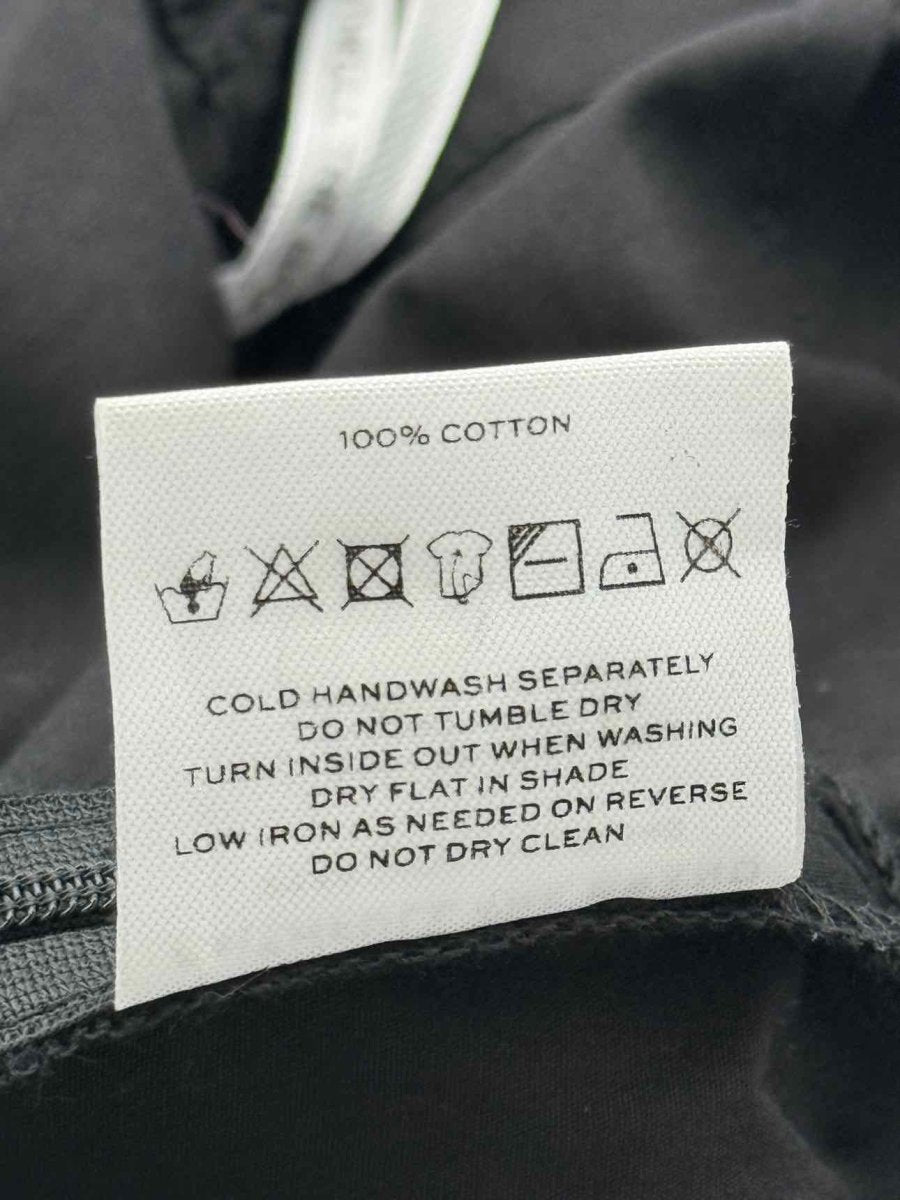 100% COTTON
COLD HANDWASH SEPARATELY
DO NOT TUMBLE DRY
TURN INSIDE OUT WHEN WASHING
DRY FLAT IN SHADE
LOW IRON AS NEEDED ON REVERSE
DO NOT DRY CLEAN